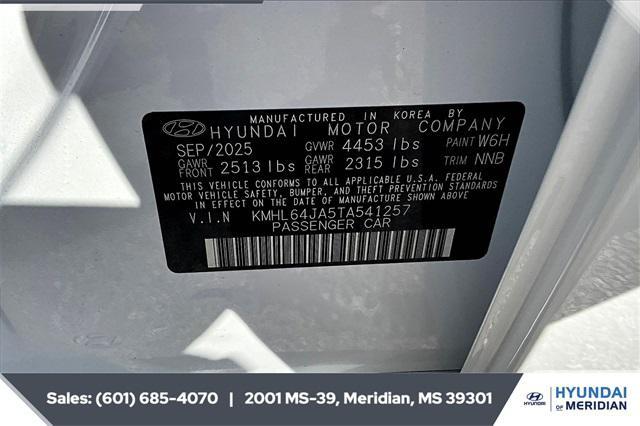 MANUFACTURED IN KOREA BY
HYUNDAI MOTOR COMPANY
SEP/2025 GVWR 4453 lbs PAINT W6H
GAWR FRONT 2513 lbs GAWR REAR 2315 lbs TRIM NNB
THIS VEHICLE CONFORMS TO ALL APPLICABLE U.S.A. FEDERAL
MOTOR VEHICLE SAFETY, BUMPER, AND THEFT PREVENTION
STANDARDS IN EFFECT ON THE DATE OF MANUFACTURE SHOWN ABOVE.
V.I.N KMHL64JA5TA541257
PASSENGER CAR
Sales: (601) 685-4070 | 2001 MS-39, Meridian, MS 39301
HYUNDAI
HYUNDAI
OF MERIDIAN